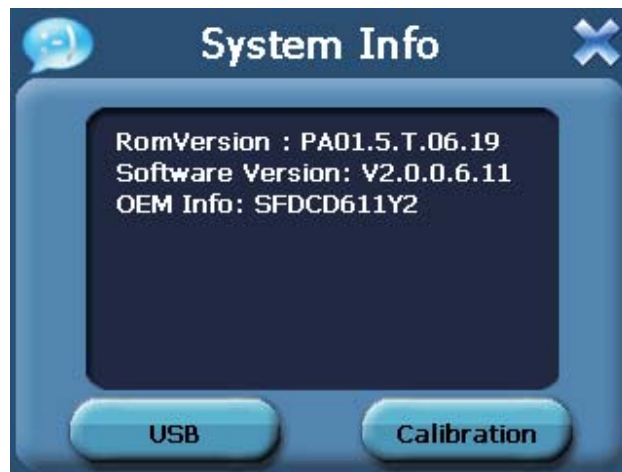 System Info
RomVersion : PA01.5.T.06.19
Software Version: V2.0.0.6.11
OEM Info: SFDCD611Y2
USB
Calibration